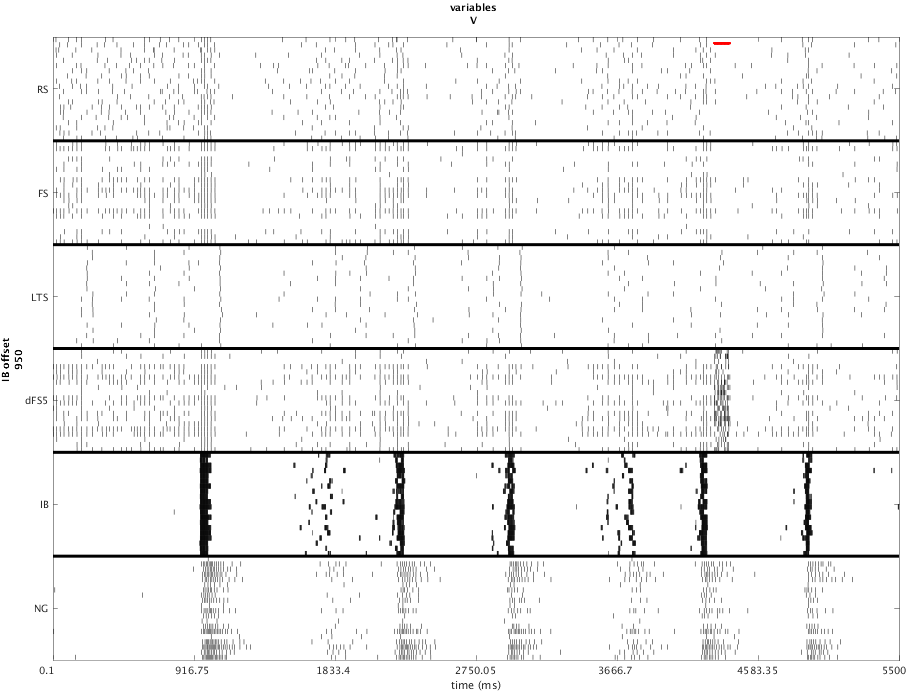 variables
V
RS
FS
LTS
dFS5
IB
NG
IB offset
950
0.1
916.75
1833.4
2750.05
3666.7
4583.35
5500
time (ms)